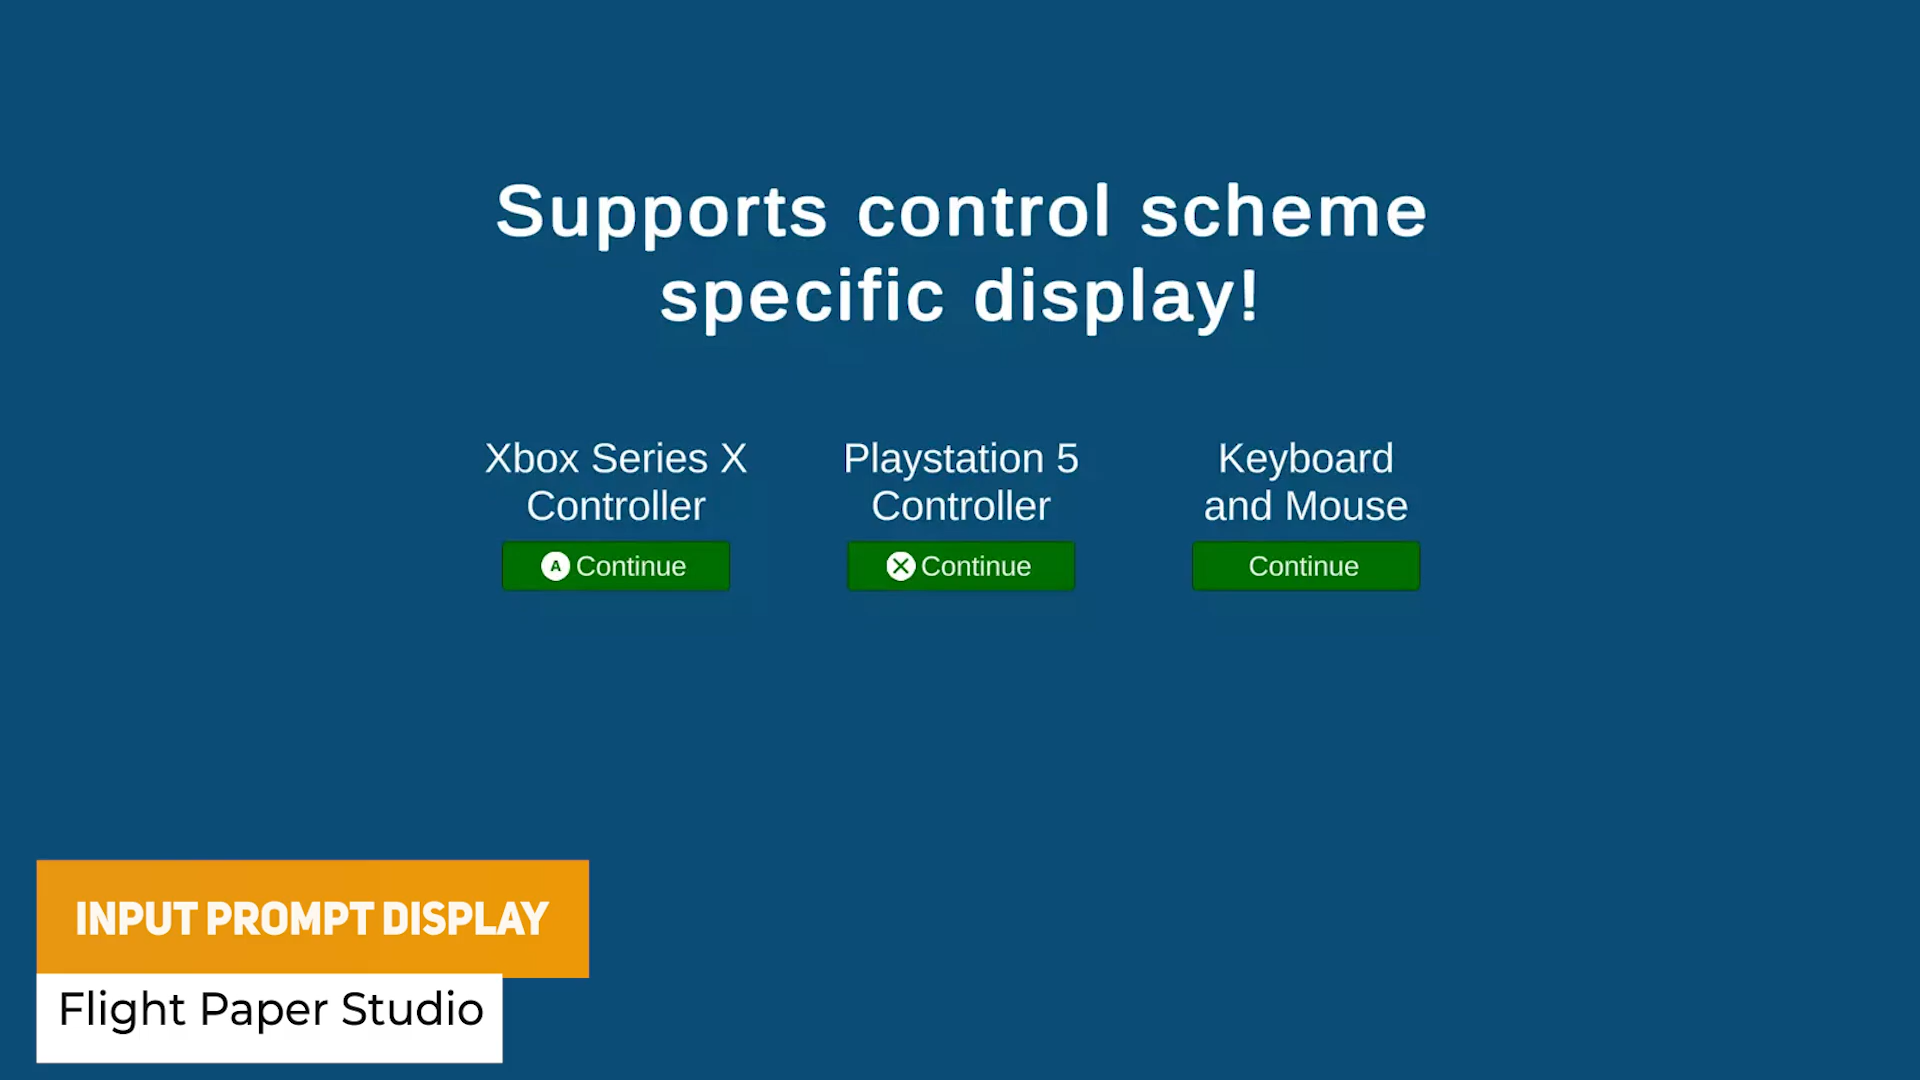 Supports control scheme
specific display!
Xbox Series X
Controller
A Continue
Playstation 5
Controller
Continue
Keyboard
and Mouse
Continue
INPUT PROMPT DISPLAY
Flight Paper Studio